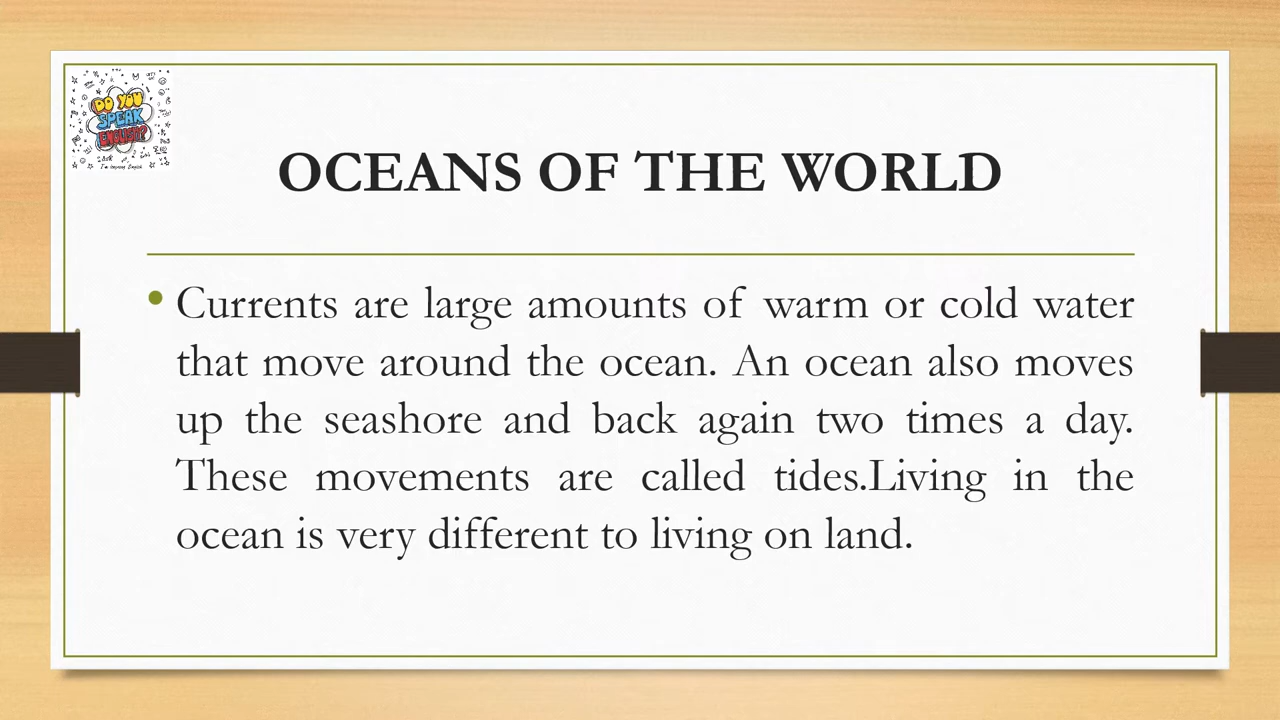 DO YOU
SPEAK
ENGLISH?
OCEANS OF THE WORLD
Currents are large amounts of warm or cold water
that move around the ocean. An ocean also moves
up the seashore and back again two times a day.
These movements are called tides.Living in the
ocean is very different to living on land.